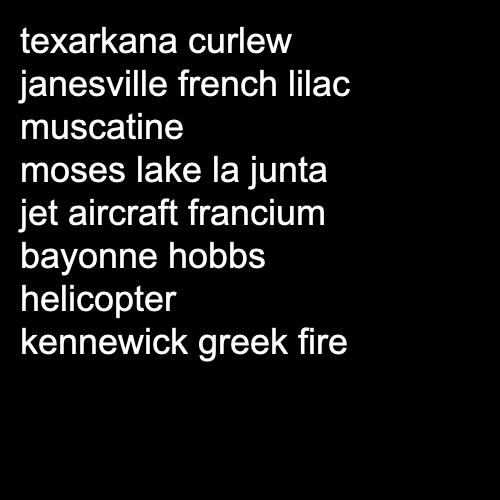 texarkana curlew
janesville french lilac
muscatine
moses lake la junta
jet aircraft francium
bayonne hobbs
helicopter
kennewick greek fire